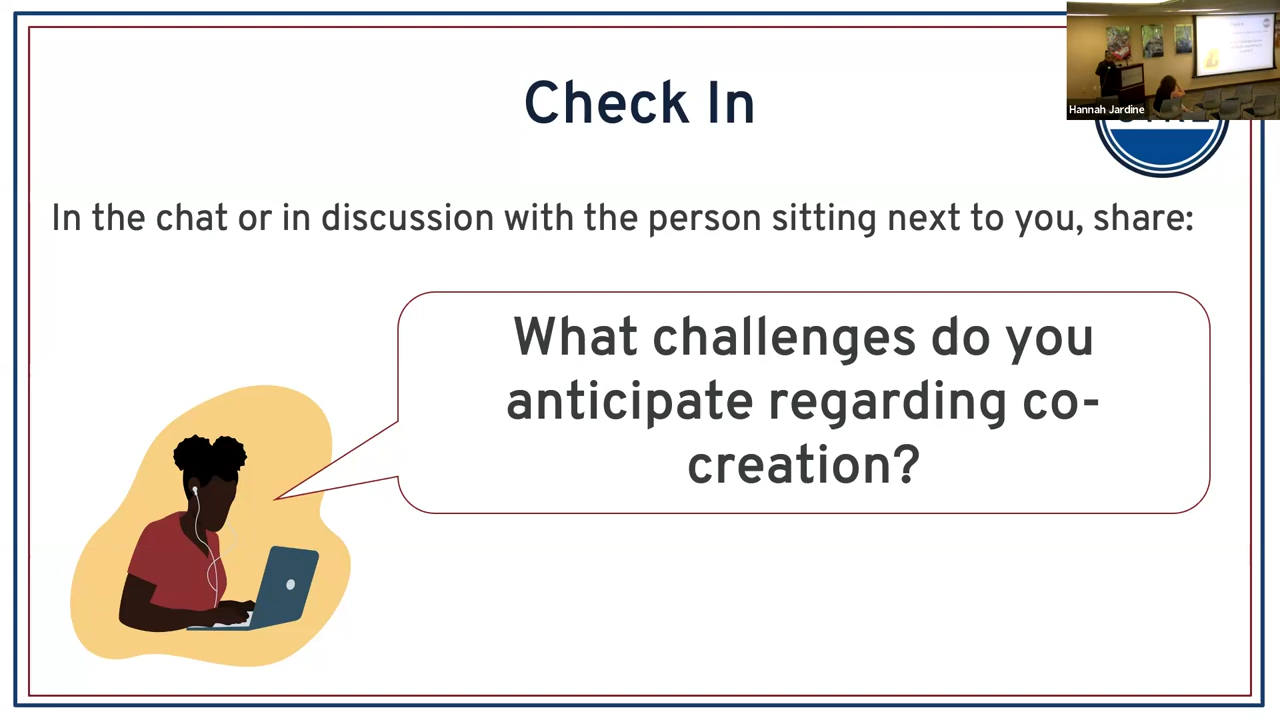 Check In
Hannah Jardine
In the chat or in discussion with the person sitting next to you, share:
What challenges do you
anticipate regarding co-
creation?